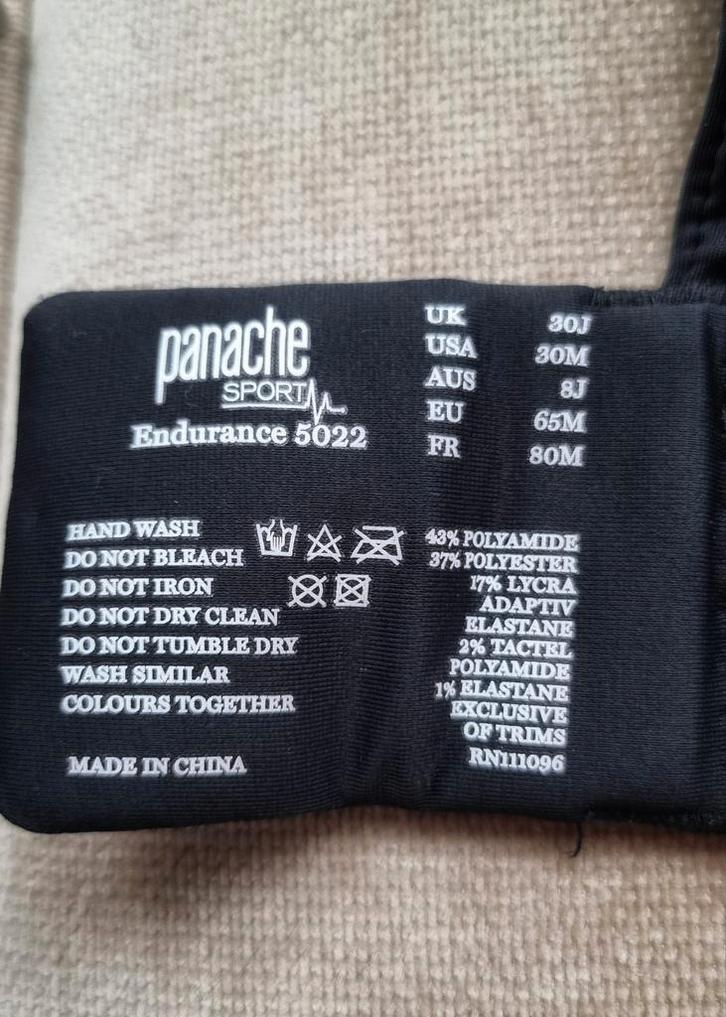 panache
SPORT
Endurance 5022
UK 30J
USA 30M
AUS 8J
EU 65M
FR 80M
HAND WASH
DO NOT BLEACH
DO NOT IRON
DO NOT DRY CLEAN
DO NOT TUMBLE DRY
WASH SIMILAR
COLOURS TOGETHER
MADE IN CHINA
43% POLYAMIDE
37% POLYESTER
17% LYCRA
ADAPTIV
ELASTANE
2% TACTEL
POLYAMIDE
1% ELASTANE
EXCLUSIVE
OF TRIMS
RN111096